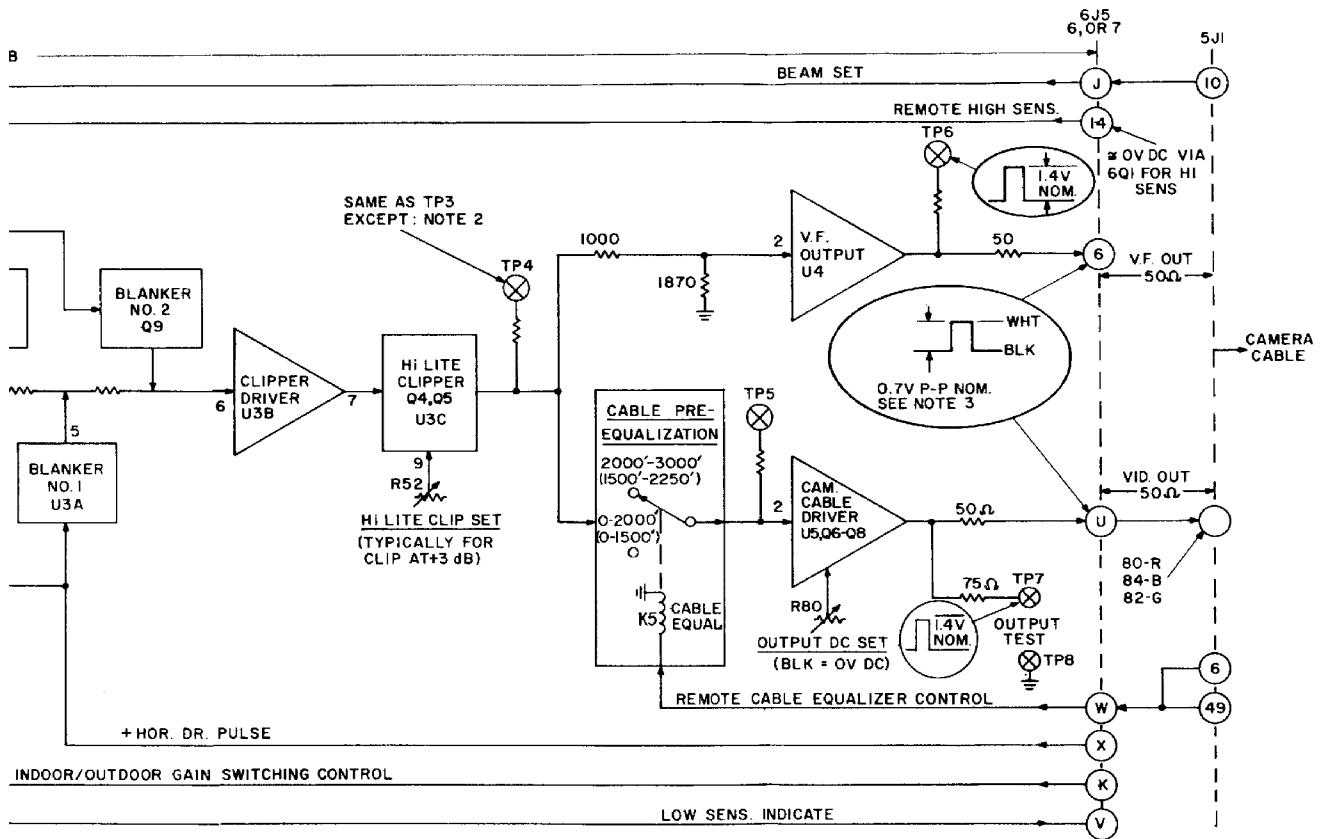 6J5
6,OR 7
5J1
B
BEAM SET
J
10
REMOTE HIGH SENS.
14
TP6
≅ 0V DC VIA
6Q1 FOR HI
SENS
1.4V
NOM.
SAME AS TP3
EXCEPT: NOTE 2
TP4
1000
1870
2
V.F.
OUTPUT
U4
50
6
V.F. OUT
50Ω
BLANKER
NO. 2
Q9
WHT
BLK
0.7V P-P NOM.
SEE NOTE 3
CAMERA
CABLE
6
CLIPPER
DRIVER
U3B
7
Hi LITE
CLIPPER
Q4,Q5
U3C
9
R52
Hi LITE CLIP SET
(TYPICALLY FOR
CLIP AT+3 dB)
5
BLANKER
NO. 1
U3A
CABLE PRE-
EQUALIZATION
2000'-3000'
(1500'-2250')
0-2000'
(0-1500')
K5
CABLE
EQUAL
TP5
2
CAM.
CABLE
DRIVER
U5,Q6-Q8
R80
OUTPUT DC SET
(BLK = 0V DC)
50Ω
U
VID. OUT
50Ω
80-R
84-B
82-G
75Ω
TP7
1.4V
NOM.
OUTPUT
TEST
TP8
6
REMOTE CABLE EQUALIZER CONTROL
W
49
+ HOR. DR. PULSE
X
INDOOR/OUTDOOR GAIN SWITCHING CONTROL
K
LOW SENS. INDICATE
V